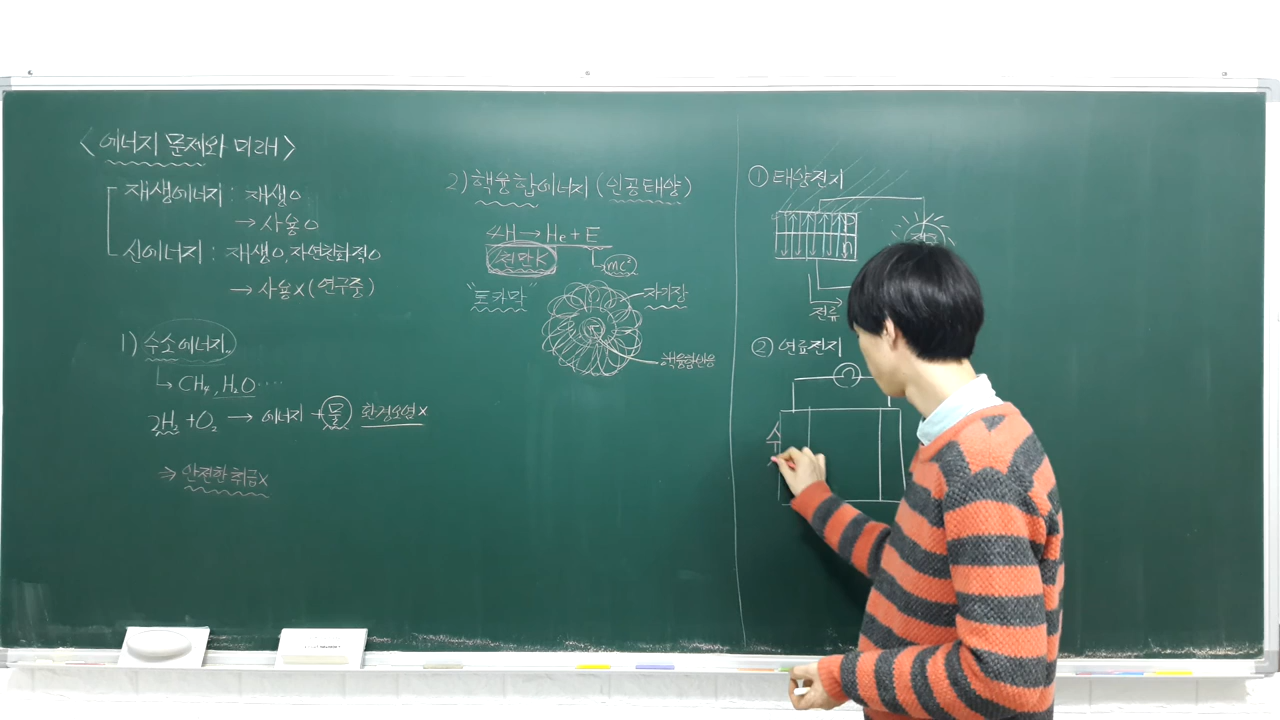 <에너지 문제와 미래>
재생에너지 : 재생O
→ 사용O
신에너지 : 재생O, 자연친화적O
→ 사용X (연구중)
1) 수소에너지
↳ CH₄, H₂O ‥‥
2H₂ + O₂ → 에너지 + 물 환경오염X
⇒ 안전한 취급X
2) 핵융합에너지 (인공태양)
4H → He + E
1천만K mc²
"토카막" 자기장
핵융합반응
① 태양전지
P
n
전류
② 연료전지
수